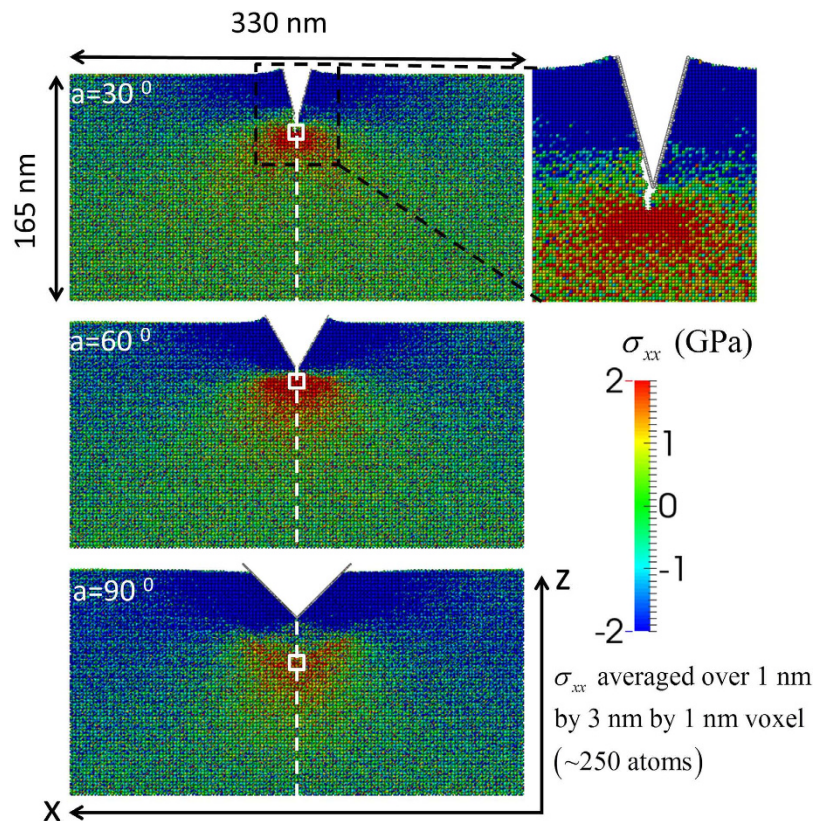 330 nm
165 nm
a=30 ⁰
a=60 ⁰
a=90 ⁰
σxx (GPa)
2
1
0
-1
-2
Z
X
σxx averaged over 1 nm
by 3 nm by 1 nm voxel
(~250 atoms)